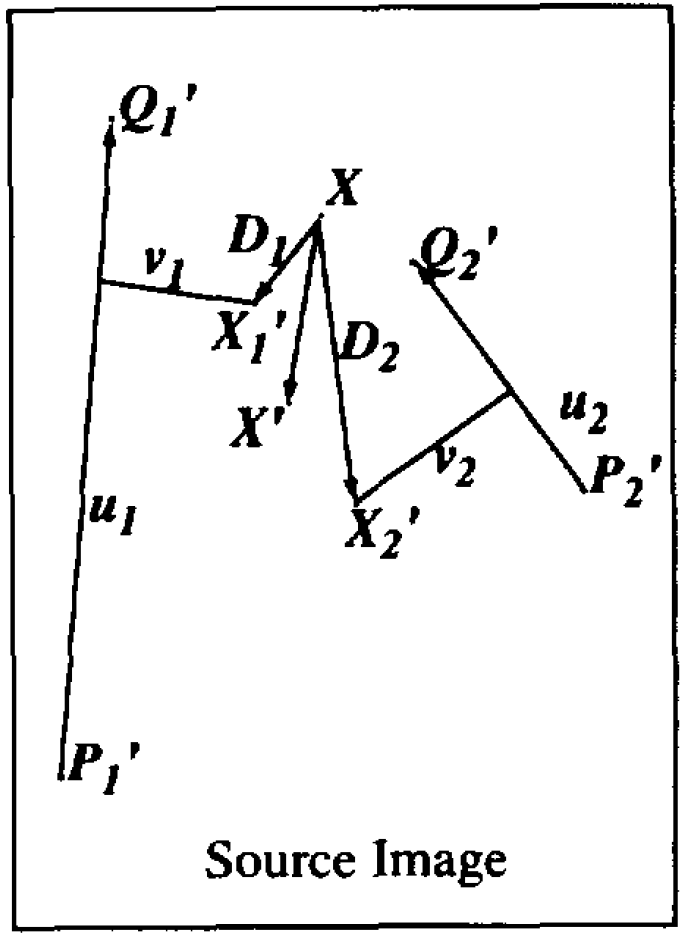 Q1'
X
D1
v1
Q2'
X1'
D2
X'
u2
v2
P2'
u1
X2'
P1'
Source Image